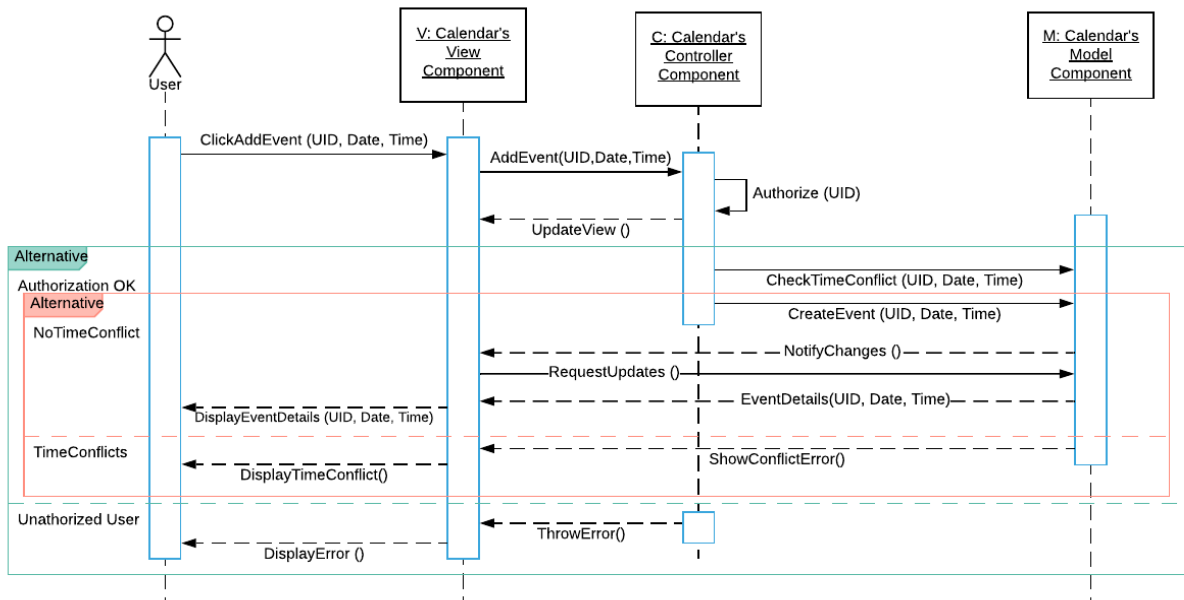 V: Calendar's
View
Component
C: Calendar's
Controller
Component
M: Calendar's
Model
Component
User
ClickAddEvent (UID, Date, Time)
AddEvent(UID,Date,Time)
Authorize (UID)
UpdateView ()
Alternative
Authorization OK
CheckTimeConflict (UID, Date, Time)
Alternative
CreateEvent (UID, Date, Time)
NoTimeConflict
NotifyChanges ()
RequestUpdates ()
EventDetails(UID, Date, Time)
DisplayEventDetails (UID, Date, Time)
TimeConflicts
ShowConflictError()
DisplayTimeConflict()
Unathorized User
ThrowError()
DisplayError ()